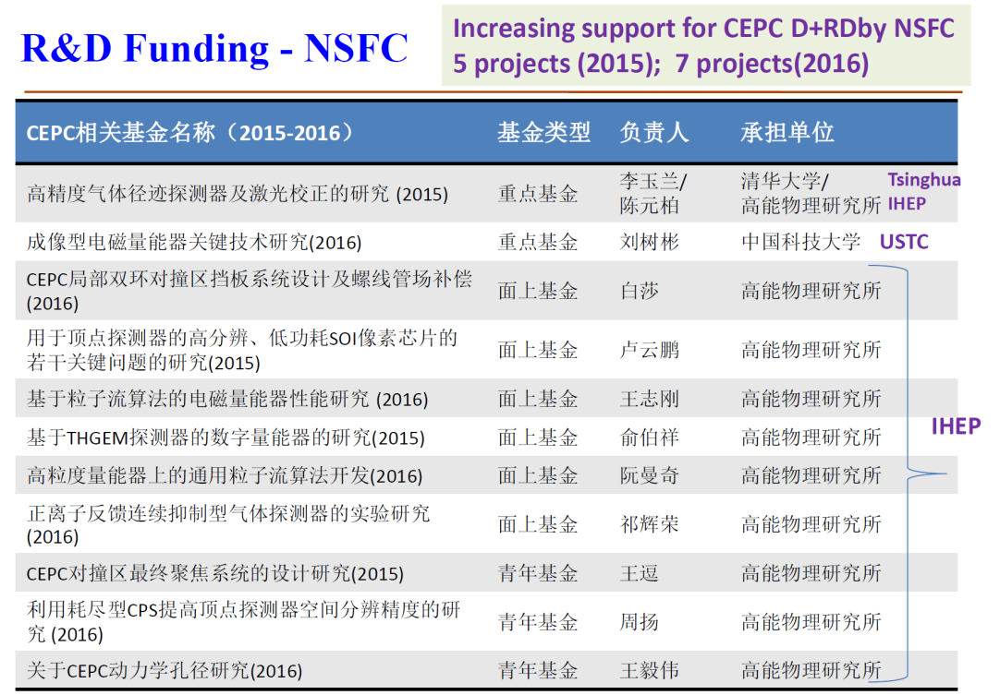 R&D Funding - NSFC
Increasing support for CEPC D+RDby NSFC
5 projects (2015); 7 projects(2016)
CEPC相关基金名称（2015-2016） 基金类型 负责人 承担单位
高精度气体径迹探测器及激光校正的研究 (2015) 重点基金 李玉兰/陈元柏 清华大学/高能物理研究所 Tsinghua IHEP
成像型电磁量能器关键技术研究(2016) 重点基金 刘树彬 中国科技大学 USTC
CEPC局部双环对撞区挡板系统设计及螺线管场补偿
(2016) 面上基金 白莎 高能物理研究所
用于顶点探测器的高分辨、低功耗SOI像素芯片的
若干关键问题的研究(2015) 面上基金 卢云鹏 高能物理研究所
基于粒子流算法的电磁量能器性能研究 (2016) 面上基金 王志刚 高能物理研究所
IHEP
基于THGEM探测器的数字量能器的研究(2015) 面上基金 俞伯祥 高能物理研究所
高粒度量能器上的通用粒子流算法开发(2016) 面上基金 阮曼奇 高能物理研究所
正离子反馈连续抑制型气体探测器的实验研究
(2016) 面上基金 祁辉荣 高能物理研究所
CEPC对撞区最终聚焦系统的设计研究(2015) 青年基金 王逗 高能物理研究所
利用耗尽型CPS提高顶点探测器空间分辨精度的研
究 (2016) 青年基金 周扬 高能物理研究所
关于CEPC动力学孔径研究(2016) 青年基金 王毅伟 高能物理研究所